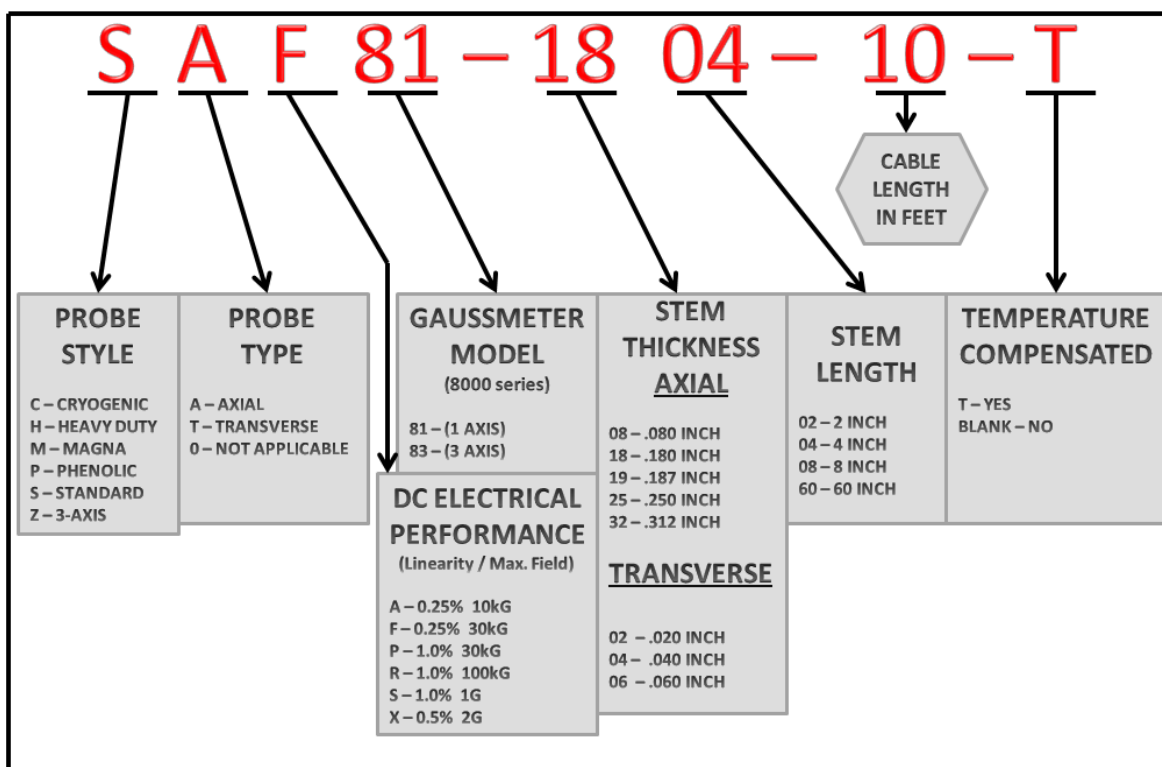 S A F 81 – 18 04 – 10 – T
CABLE
LENGTH
IN FEET
PROBE
STYLE
C – CRYOGENIC
H – HEAVY DUTY
M – MAGNA
P – PHENOLIC
S – STANDARD
Z – 3-AXIS
PROBE
TYPE
A – AXIAL
T – TRANSVERSE
0 – NOT APPLICABLE
GAUSSMETER
MODEL
(8000 series)
81 – (1 AXIS)
83 – (3 AXIS)
DC ELECTRICAL
PERFORMANCE
(Linearity / Max. Field)
A – 0.25% 10kG
F – 0.25% 30kG
P – 1.0% 30kG
R – 1.0% 100kG
S – 1.0% 1G
X – 0.5% 2G
STEM
THICKNESS
AXIAL
08 – .080 INCH
18 – .180 INCH
19 – .187 INCH
25 – .250 INCH
32 – .312 INCH
TRANSVERSE
02 – .020 INCH
04 – .040 INCH
06 – .060 INCH
STEM
LENGTH
02 – 2 INCH
04 – 4 INCH
08 – 8 INCH
60 – 60 INCH
TEMPERATURE
COMPENSATED
T – YES
BLANK – NO